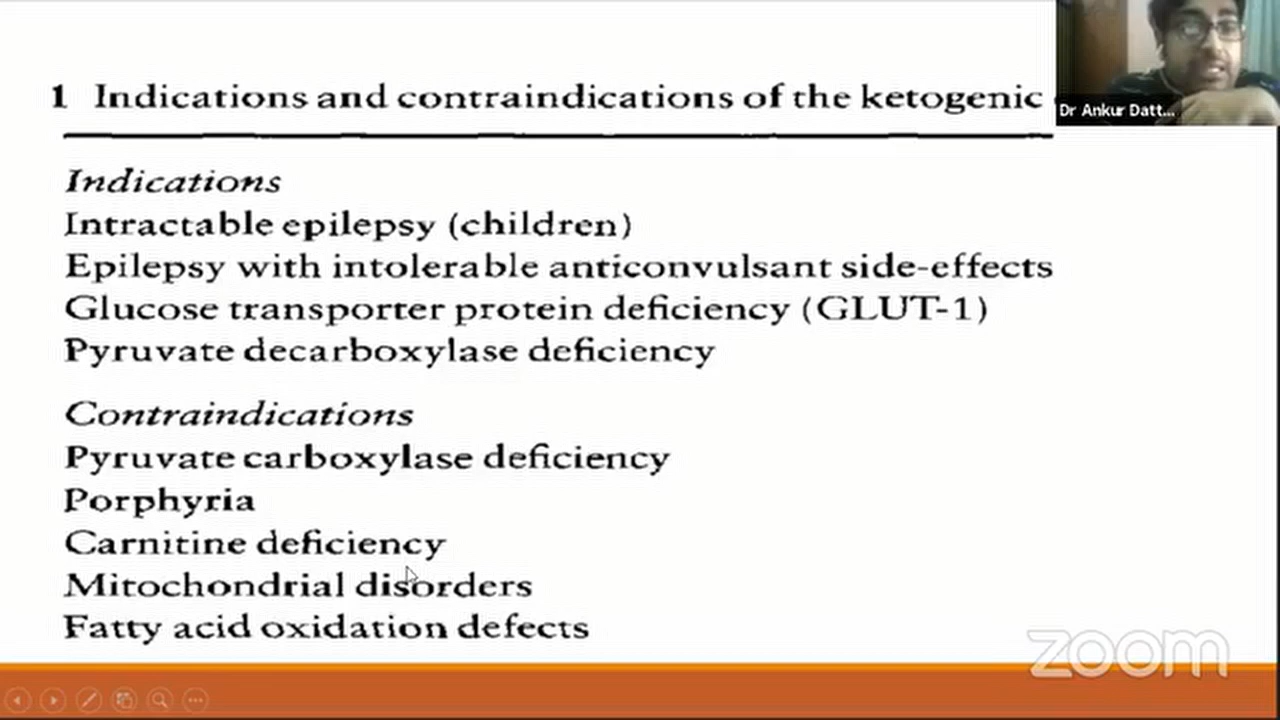 1 Indications and contraindications of the ketogenic
Dr Ankur Datt...
Indications
Intractable epilepsy (children)
Epilepsy with intolerable anticonvulsant side-effects
Glucose transporter protein deficiency (GLUT-1)
Pyruvate decarboxylase deficiency
Contraindications
Pyruvate carboxylase deficiency
Porphyria
Carnitine deficiency
Mitochondrial disorders
Fatty acid oxidation defects
zoom